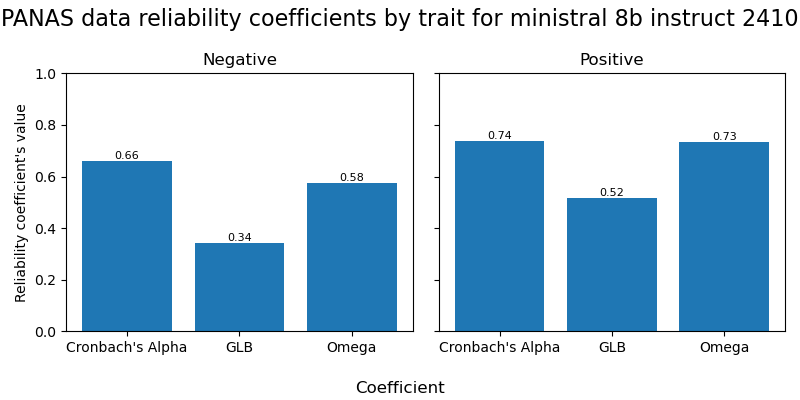 PANAS data reliability coefficients by trait for ministral 8b instruct 2410
Negative
Positive
Reliability coefficient's value
1.0
0.8
0.6
0.4
0.2
0.0
0.66
0.34
0.58
0.74
0.52
0.73
Cronbach's Alpha GLB Omega
Cronbach's Alpha GLB Omega
Coefficient